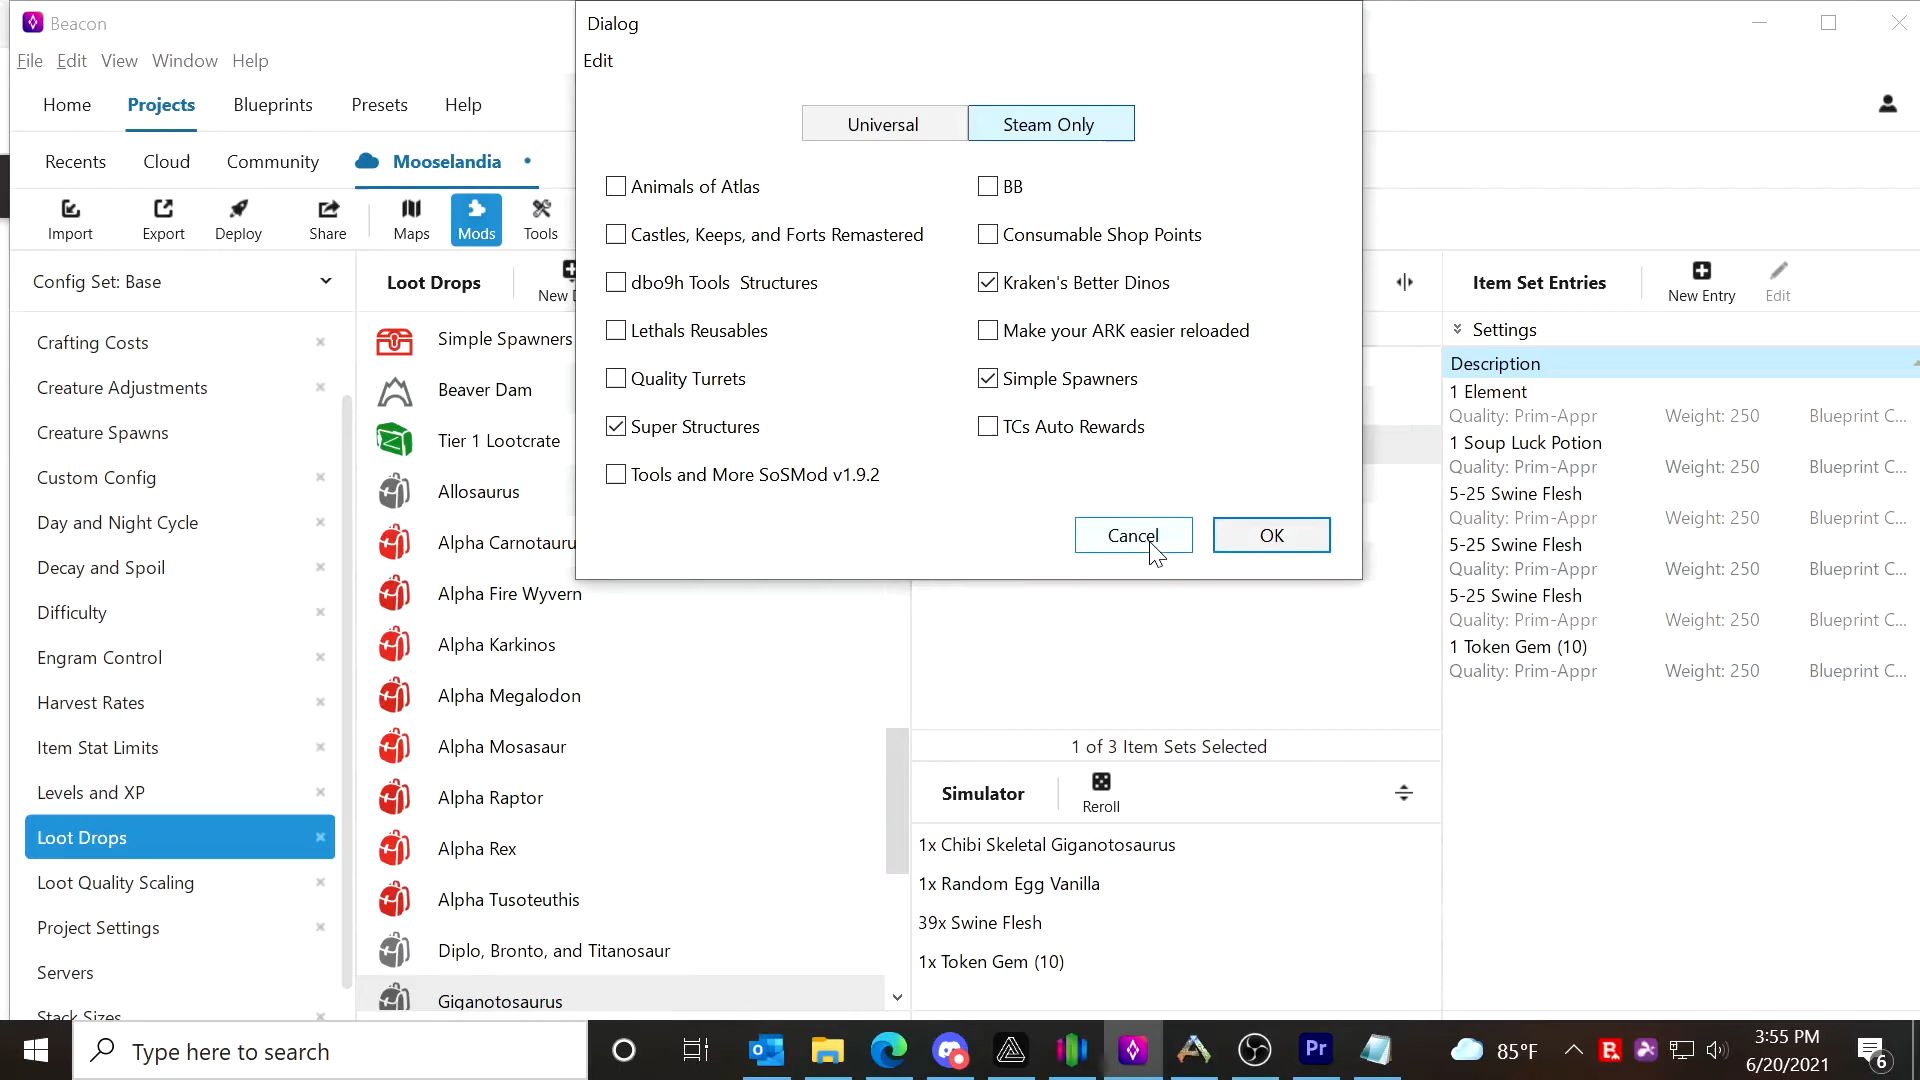 Beacon
File Edit View Window Help
Home Projects Blueprints Presets Help
Recents Cloud Community Mooselandia
Import Export Deploy Share Maps Mods Tools
Config Set: Base
Crafting Costs
Creature Adjustments
Creature Spawns
Custom Config
Day and Night Cycle
Decay and Spoil
Difficulty
Engram Control
Harvest Rates
Item Stat Limits
Levels and XP
Loot Drops
Loot Quality Scaling
Project Settings
Servers
Stack Sizes
Loot Drops
New D
Simple Spawners
Beaver Dam
Tier 1 Lootcrate
Allosaurus
Alpha Carnotauru
Alpha Fire Wyvern
Alpha Karkinos
Alpha Megalodon
Alpha Mosasaur
Alpha Raptor
Alpha Rex
Alpha Tusoteuthis
Diplo, Bronto, and Titanosaur
Giganotosaurus
Dialog
Edit
Universal Steam Only
Animals of Atlas
BB
Castles, Keeps, and Forts Remastered
Consumable Shop Points
dbo9h Tools  Structures
Kraken's Better Dinos
Lethals Reusables
Make your ARK easier reloaded
Quality Turrets
Simple Spawners
Super Structures
TCs Auto Rewards
Tools and More SoSMod v1.9.2
Cancel OK
1 of 3 Item Sets Selected
Simulator
Reroll
1x Chibi Skeletal Giganotosaurus
1x Random Egg Vanilla
39x Swine Flesh
1x Token Gem (10)
Item Set Entries
New Entry Edit
Settings
Description
1 Element
Quality: Prim-Appr Weight: 250 Blueprint C...
1 Soup Luck Potion
Quality: Prim-Appr Weight: 250 Blueprint C...
5-25 Swine Flesh
Quality: Prim-Appr Weight: 250 Blueprint C...
5-25 Swine Flesh
Quality: Prim-Appr Weight: 250 Blueprint C...
5-25 Swine Flesh
Quality: Prim-Appr Weight: 250 Blueprint C...
1 Token Gem (10)
Quality: Prim-Appr Weight: 250 Blueprint C...
Type here to search
Pr
85°F
3:55 PM
6/20/2021
6